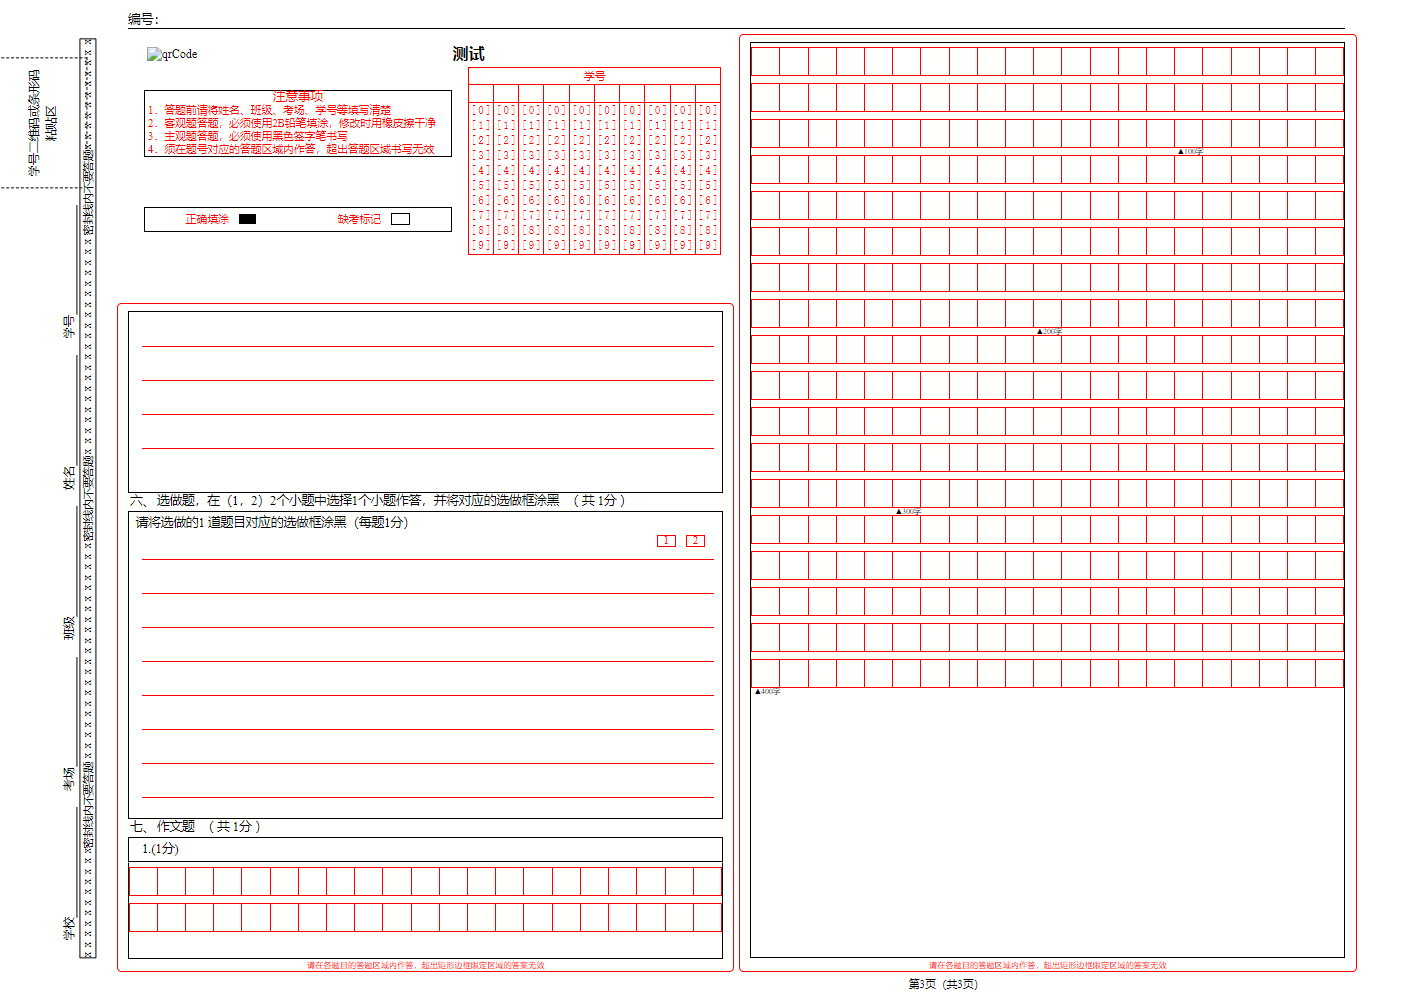 编号：
学号二维码或条形码
粘贴区
学号
姓名
班级
考场
学校
密封线内不要答题
密封线内不要答题
密封线内不要答题
qrCode
测试
注意事项
1．答题前请将姓名、班级、考场、学号等填写清楚
2．客观题答题，必须使用2B铅笔填涂，修改时用橡皮擦干净
3．主观题答题，必须使用黑色签字笔书写
4．须在题号对应的答题区域内作答，超出答题区域书写无效
正确填涂
缺考标记
学号
[0] [0] [0] [0] [0] [0] [0] [0] [0] [0]
[1] [1] [1] [1] [1] [1] [1] [1] [1] [1]
[2] [2] [2] [2] [2] [2] [2] [2] [2] [2]
[3] [3] [3] [3] [3] [3] [3] [3] [3] [3]
[4] [4] [4] [4] [4] [4] [4] [4] [4] [4]
[5] [5] [5] [5] [5] [5] [5] [5] [5] [5]
[6] [6] [6] [6] [6] [6] [6] [6] [6] [6]
[7] [7] [7] [7] [7] [7] [7] [7] [7] [7]
[8] [8] [8] [8] [8] [8] [8] [8] [8] [8]
[9] [9] [9] [9] [9] [9] [9] [9] [9] [9]
六、选做题，在（1，2）2个小题中选择1个小题作答，并将对应的选做框涂黑 （ 共 1分 ）
请将选做的1 道题目对应的选做框涂黑（每题1分）
1 2
七、作文题 （ 共 1分 ）
1.(1分)
请在各题目的答题区域内作答，超出矩形边框限定区域的答案无效
▲100字
▲200字
▲300字
▲400字
请在各题目的答题区域内作答，超出矩形边框限定区域的答案无效
第3页（共3页）